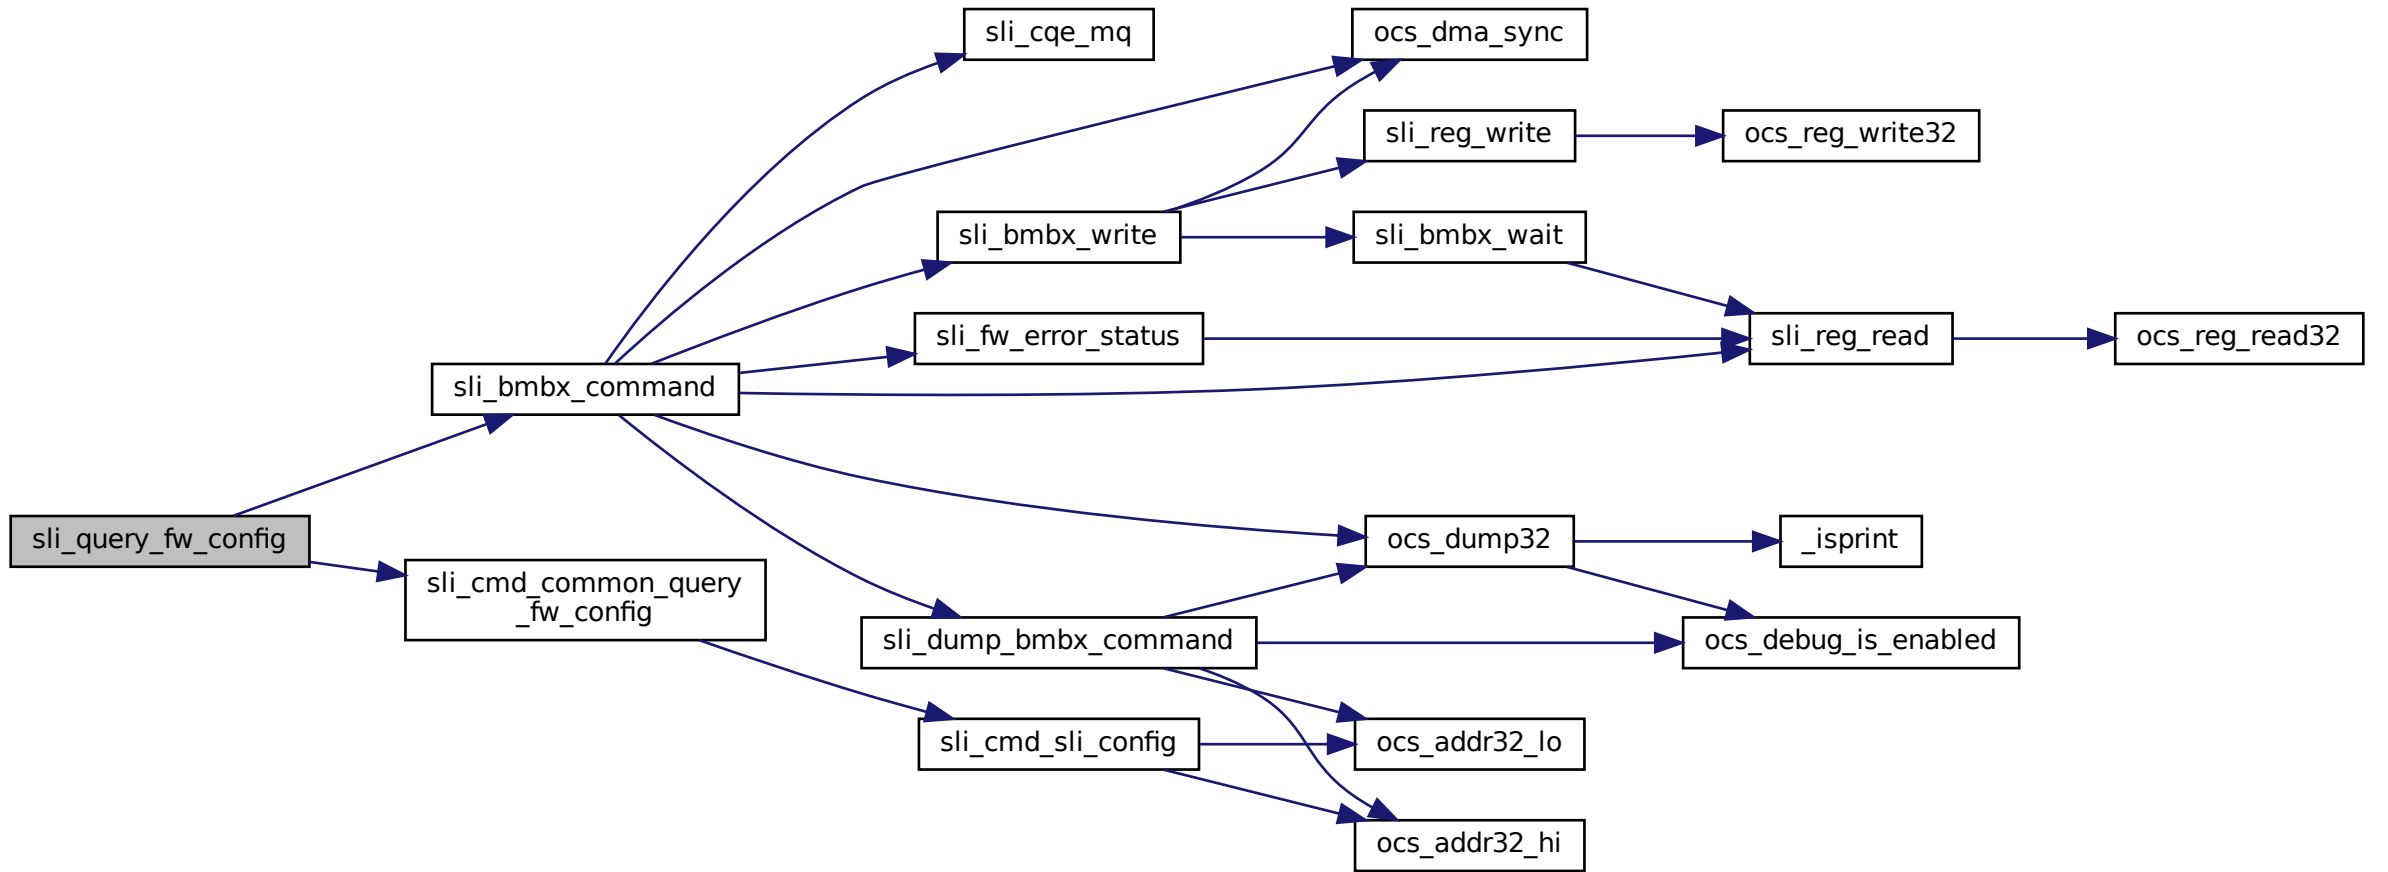 sli_cqe_mq
ocs_dma_sync
sli_reg_write
ocs_reg_write32
sli_bmbx_write
sli_bmbx_wait
sli_fw_error_status
sli_reg_read
ocs_reg_read32
sli_bmbx_command
sli_query_fw_config
ocs_dump32
_isprint
sli_cmd_common_query
_fw_config
sli_dump_bmbx_command
ocs_debug_is_enabled
sli_cmd_sli_config
ocs_addr32_lo
ocs_addr32_hi